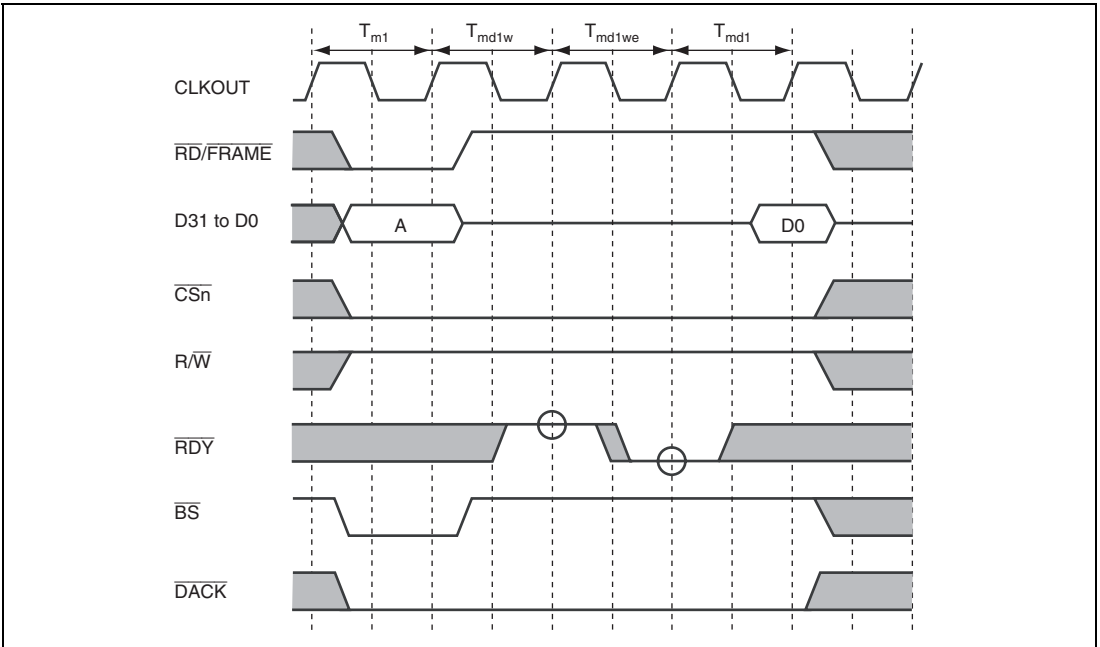 Tm1 Tmd1w Tmd1we Tmd1
CLKOUT
RD/FRAME
D31 to D0 A D0
CSn
R/W
RDY
BS
DACK